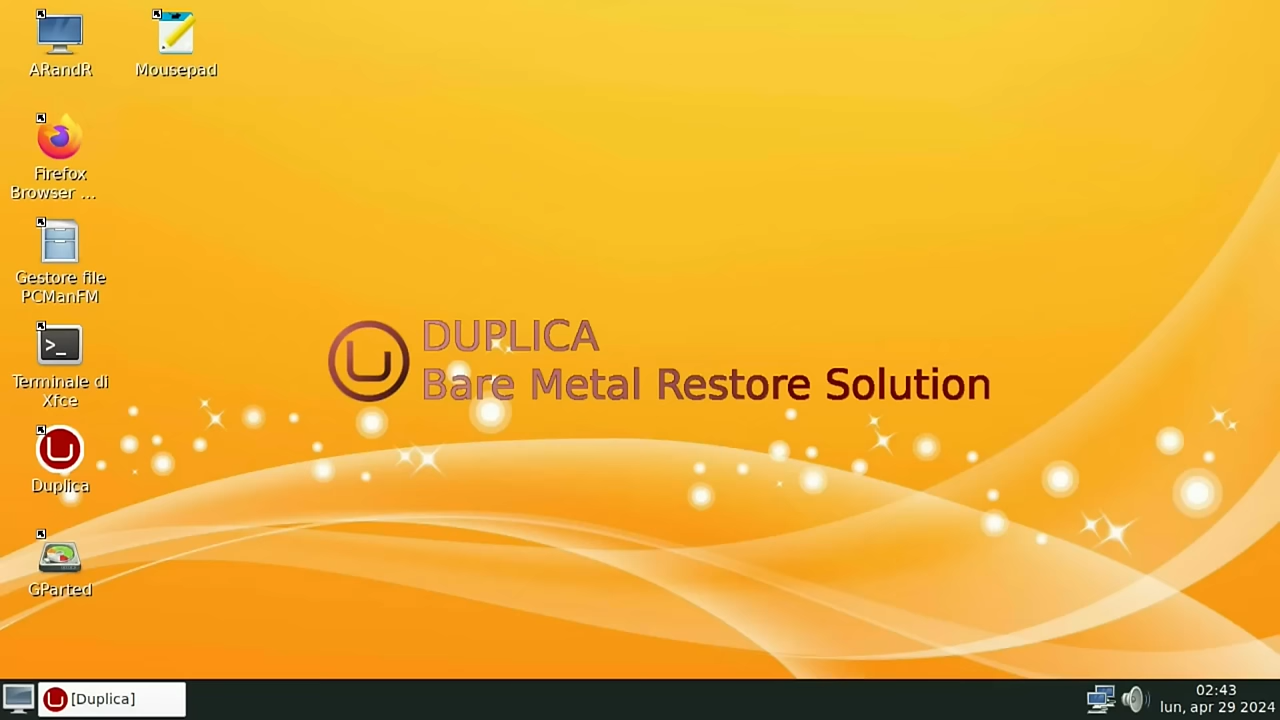 ARandR
Mousepad
Firefox
Browser ...
Gestore file
PCManFM
Terminale di
Xfce
Duplica
GParted
DUPLICA
Bare Metal Restore Solution
[Duplica]
02:43
lun, apr 29 2024